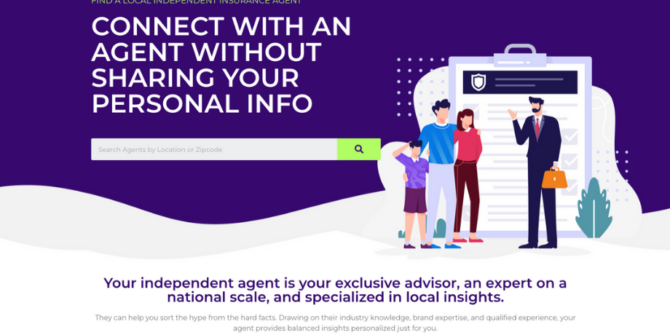 FIND A LOCAL INDEPENDENT INSURANCE AGENT
CONNECT WITH AN
AGENT WITHOUT
SHARING YOUR
PERSONAL INFO
Search Agents by Location or Zipcode
Your independent agent is your exclusive advisor, an expert on a
national scale, and specialized in local insights.
They can help you sort the hype from the hard facts. Drawing on their industry knowledge, brand expertise, and qualified experience, your
agent provides balanced insights personalized just for you.